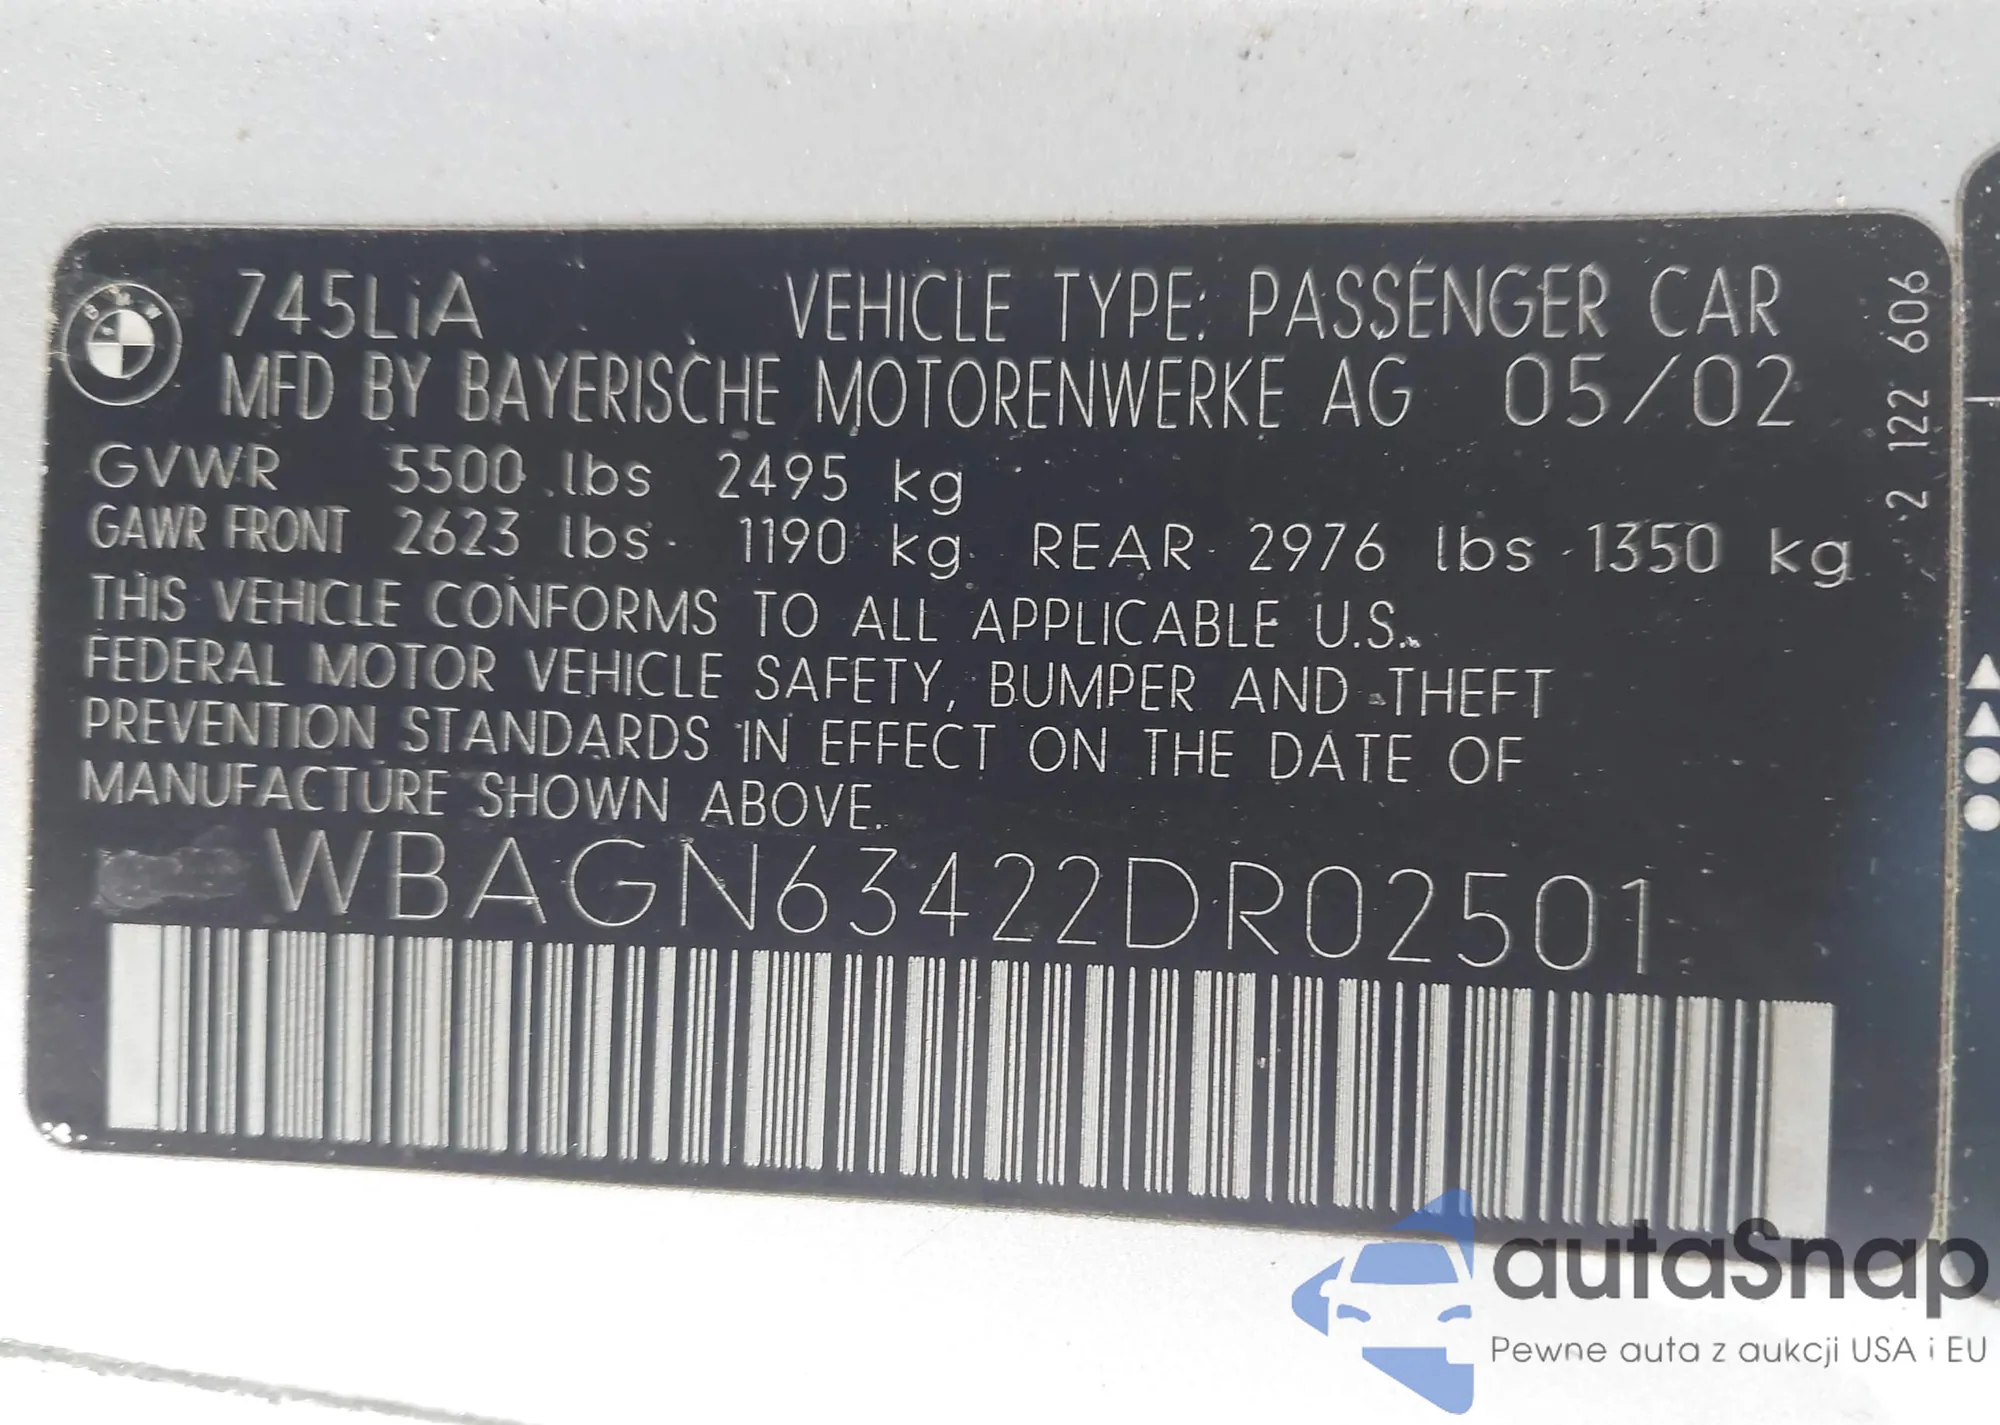 745LiA VEHICLE TYPE: PASSENGER CAR
MFD BY BAYERISCHE MOTORENWERKE AG 05/02
GVWR 5500 lbs 2495 kg
GAWR FRONT 2623 lbs 1190 kg REAR 2976 lbs 1350 kg
THIS VEHICLE CONFORMS TO ALL APPLICABLE U.S.
FEDERAL MOTOR VEHICLE SAFETY, BUMPER AND THEFT
PREVENTION STANDARDS IN EFFECT ON THE DATE OF
MANUFACTURE SHOWN ABOVE.
WBAGN63422DR02501
2 122 606
BMW
autaSnap
Pewne auta z aukcji USA i EU